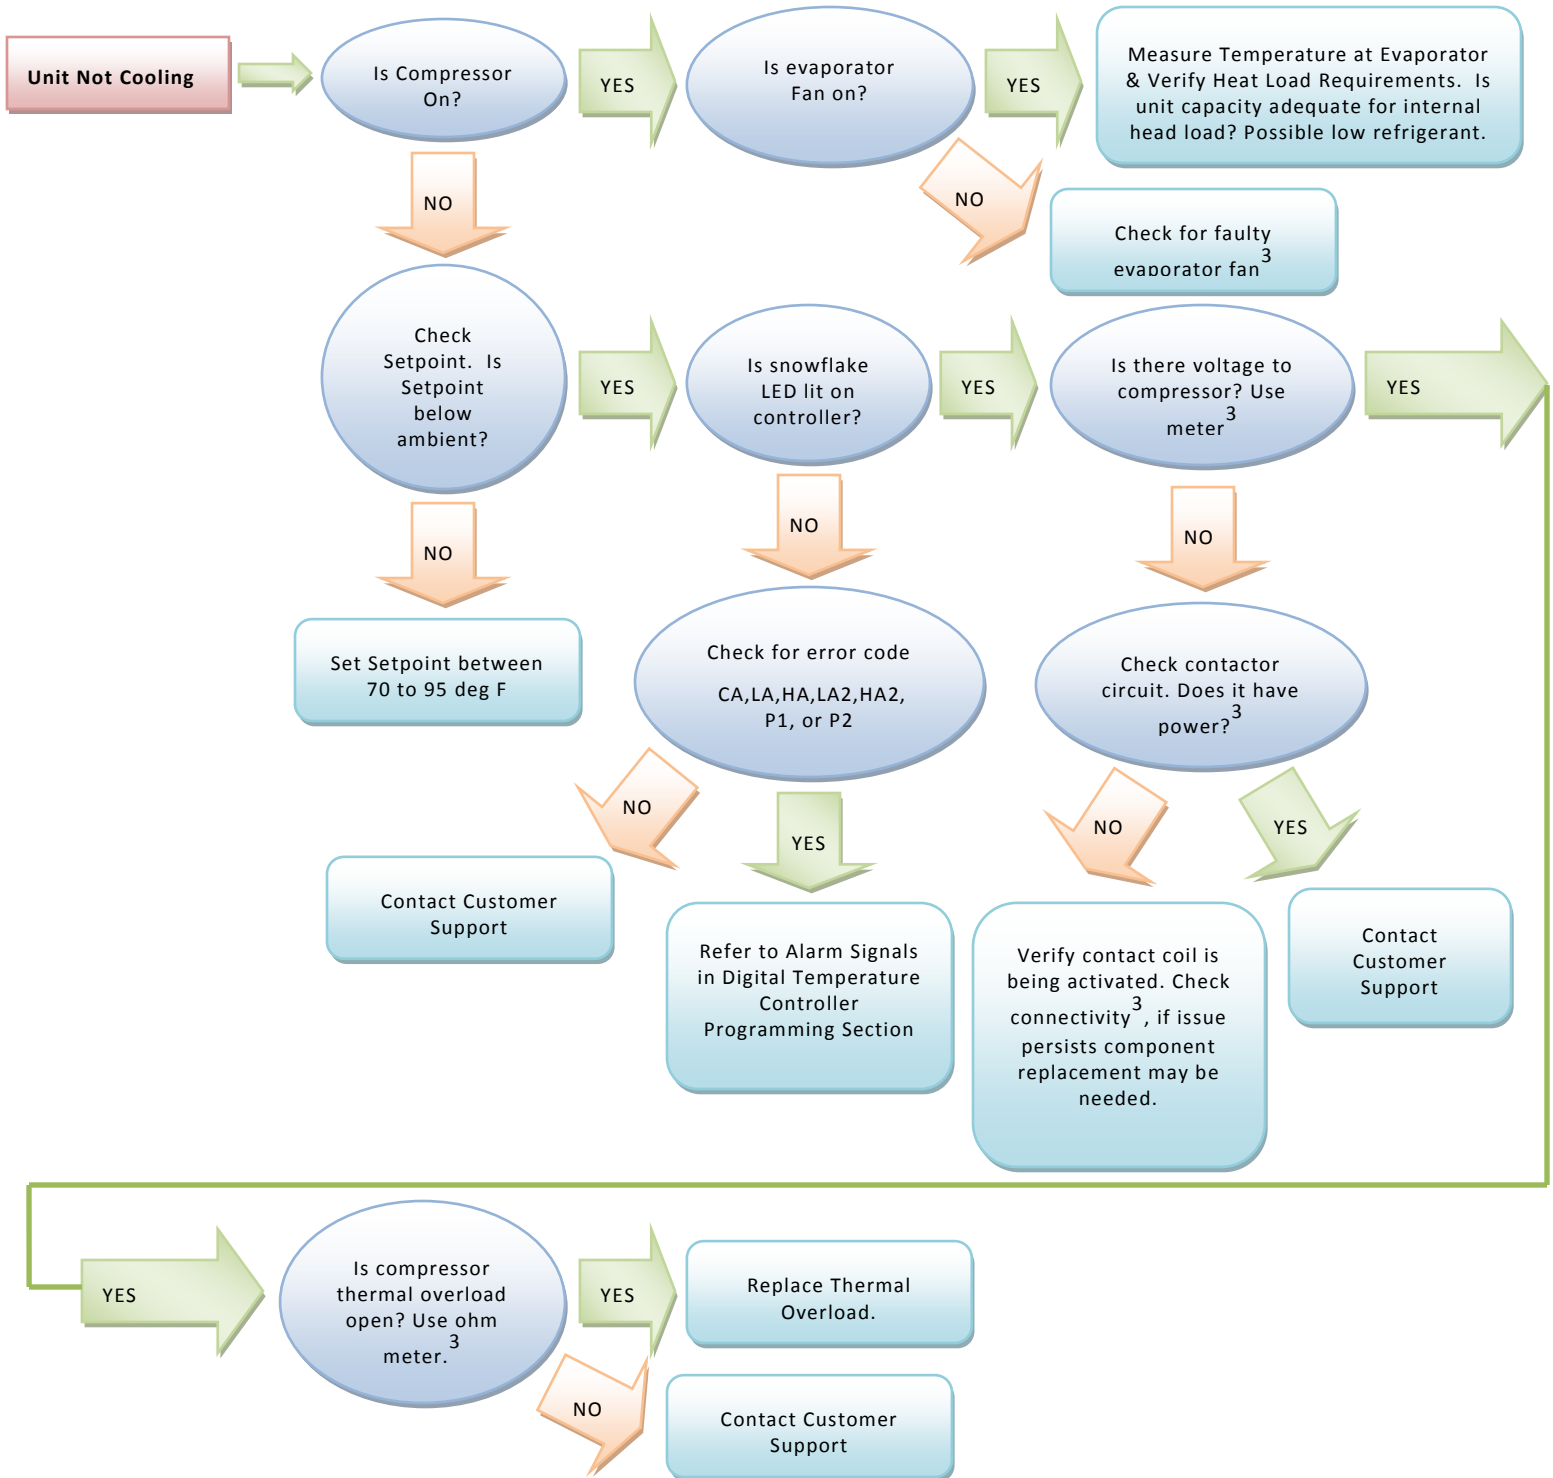 Unit Not Cooling
Is Compressor
On?
YES
Is evaporator
Fan on?
YES
Measure Temperature at Evaporator
& Verify Heat Load Requirements. Is
unit capacity adequate for internal
head load? Possible low refrigerant.
NO
NO
Check for faulty
evaporator fan3
Check
Setpoint. Is
Setpoint
below
ambient?
YES
Is snowflake
LED lit on
controller?
YES
Is there voltage to
compressor? Use
meter3
YES
NO
NO
NO
Set Setpoint between
70 to 95 deg F
Check for error code
CA,LA,HA,LA2,HA2,
P1, or P2
Check contactor
circuit. Does it have
power?3
NO
YES
NO
YES
Contact Customer
Support
Refer to Alarm Signals
in Digital Temperature
Controller
Programming Section
Verify contact coil is
being activated. Check
connectivity3, if issue
persists component
replacement may be
needed.
Contact
Customer
Support
YES
Is compressor
thermal overload
open? Use ohm
meter.3
YES
Replace Thermal
Overload.
NO
Contact Customer
Support